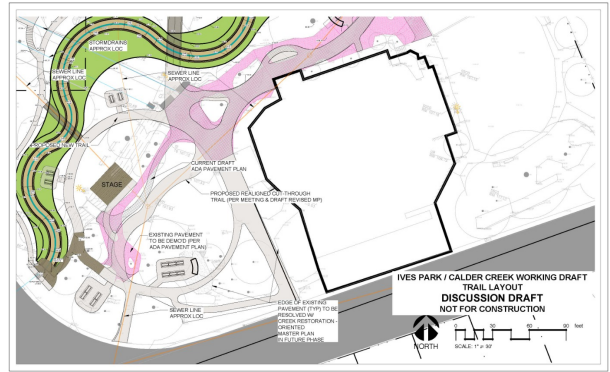 STORMDRAINS
APPROX LOC
SEWER LINE
APPROX LOC
SEWER LINE
APPROX LOC
PROPOSED NEW TRAIL
CURRENT DRAFT
ADA PAVEMENT PLAN
STAGE
PROPOSED REALIGNED CUT-THROUGH
TRAIL (PER MEETING & DRAFT REVISED MP)
EXISTING PAVEMENT
TO BE DEMO'D (PER
ADA PAVEMENT PLAN)
SEWER LINE
APPROX LOC
EDGE OF EXISTING
PAVEMENT (TYP) TO BE
RESOLVED W/
CREEK RESTORATION -
ORIENTED
MASTER PLAN
IN FUTURE PHASE
IVES PARK / CALDER CREEK WORKING DRAFT
TRAIL LAYOUT
DISCUSSION DRAFT
NOT FOR CONSTRUCTION
NORTH
0 15 30 60 90 feet
SCALE: 1" = 30'